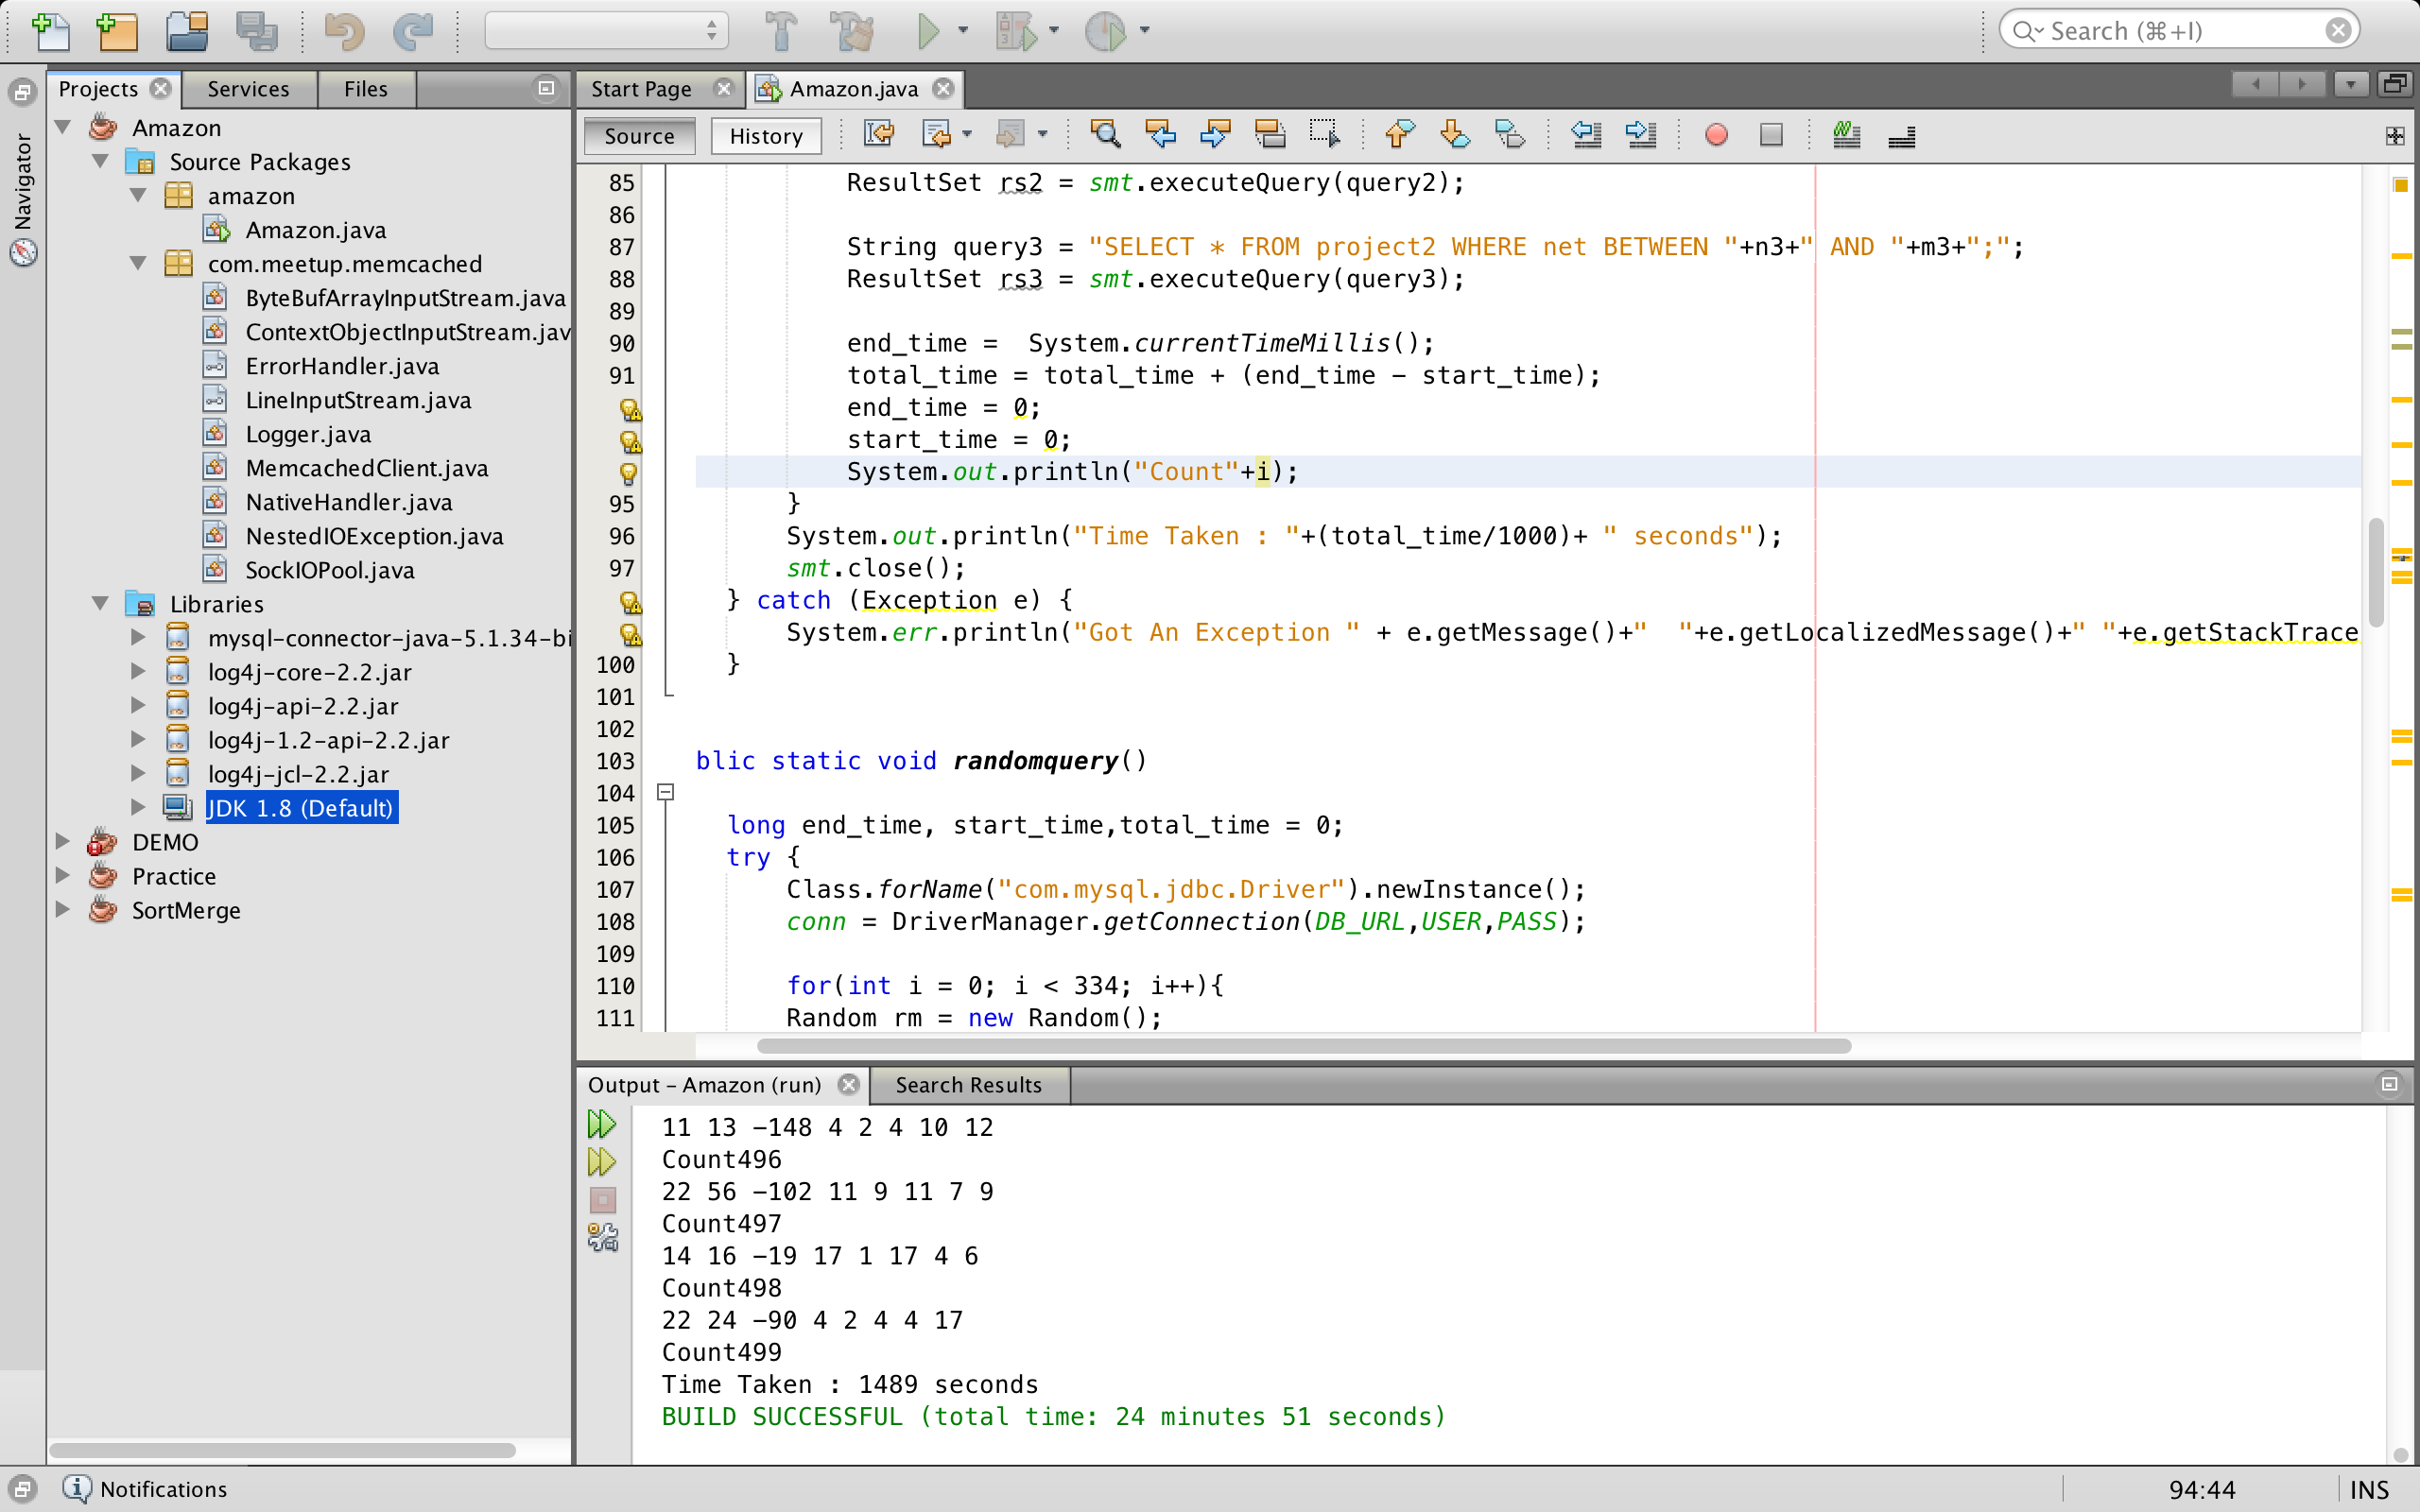 Search (⌘+I)
Projects
Services
Files
Start Page
Amazon.java
Navigator
Source
History
Amazon
Source Packages
amazon
Amazon.java
com.meetup.memcached
ByteBufArrayInputStream.java
ContextObjectInputStream.jav
ErrorHandler.java
LineInputStream.java
Logger.java
MemcachedClient.java
NativeHandler.java
NestedIOException.java
SockIOPool.java
Libraries
mysql-connector-java-5.1.34-bi
log4j-core-2.2.jar
log4j-api-2.2.jar
log4j-1.2-api-2.2.jar
log4j-jcl-2.2.jar
JDK 1.8 (Default)
DEMO
Practice
SortMerge
85 ResultSet rs2 = smt.executeQuery(query2);
86
87 String query3 = "SELECT * FROM project2 WHERE net BETWEEN "+n3+" AND "+m3+";";
88 ResultSet rs3 = smt.executeQuery(query3);
89
90 end_time =  System.currentTimeMillis();
91 total_time = total_time + (end_time - start_time);
end_time = 0;
start_time = 0;
System.out.println("Count"+i);
95 }
96 System.out.println("Time Taken : "+(total_time/1000)+ " seconds");
97 smt.close();
} catch (Exception e) {
System.err.println("Got An Exception " + e.getMessage()+"  "+e.getLocalizedMessage()+" "+e.getStackTrace
100 }
101
102
103 blic static void randomquery()
104
105 long end_time, start_time,total_time = 0;
106 try {
107 Class.forName("com.mysql.jdbc.Driver").newInstance();
108 conn = DriverManager.getConnection(DB_URL,USER,PASS);
109
110 for(int i = 0; i < 334; i++){
111 Random rm = new Random();
Output - Amazon (run)
Search Results
11 13 -148 4 2 4 10 12
Count496
22 56 -102 11 9 11 7 9
Count497
14 16 -19 17 1 17 4 6
Count498
22 24 -90 4 2 4 4 17
Count499
Time Taken : 1489 seconds
BUILD SUCCESSFUL (total time: 24 minutes 51 seconds)
Notifications
94:44
INS